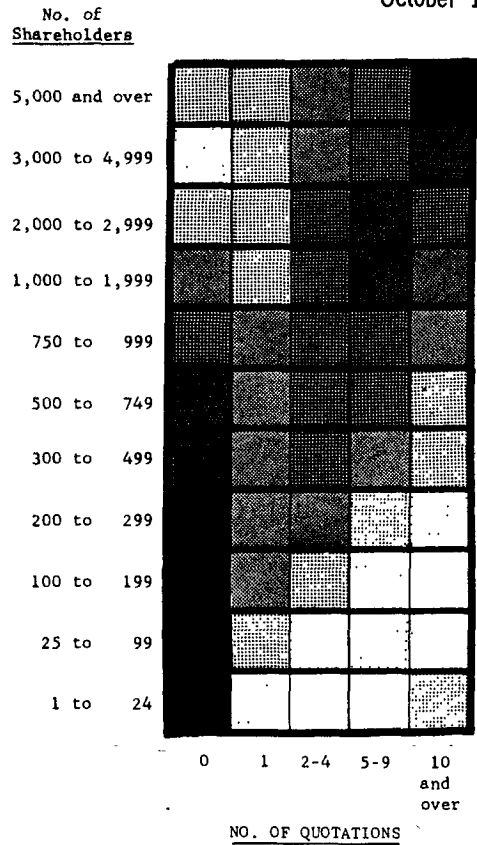 October 1
No. of
Shareholders
5,000 and over
3,000 to 4,999
2,000 to 2,999
1,000 to 1,999
750 to 999
500 to 749
300 to 499
200 to 299
100 to 199
25 to 99
1 to 24
0 1 2-4 5-9 10
and
over
NO. OF QUOTATIONS